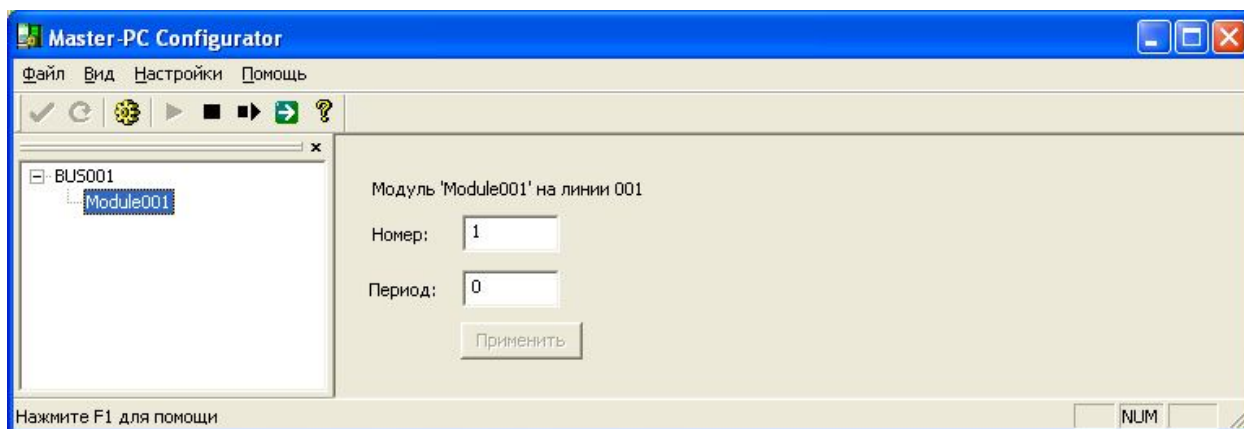 Master-PC Configurator
Файл Вид Настройки Помощь
BUS001
Module001
Модуль 'Module001' на линии 001
Номер: 1
Период: 0
Применить
Нажмите F1 для помощи
NUM